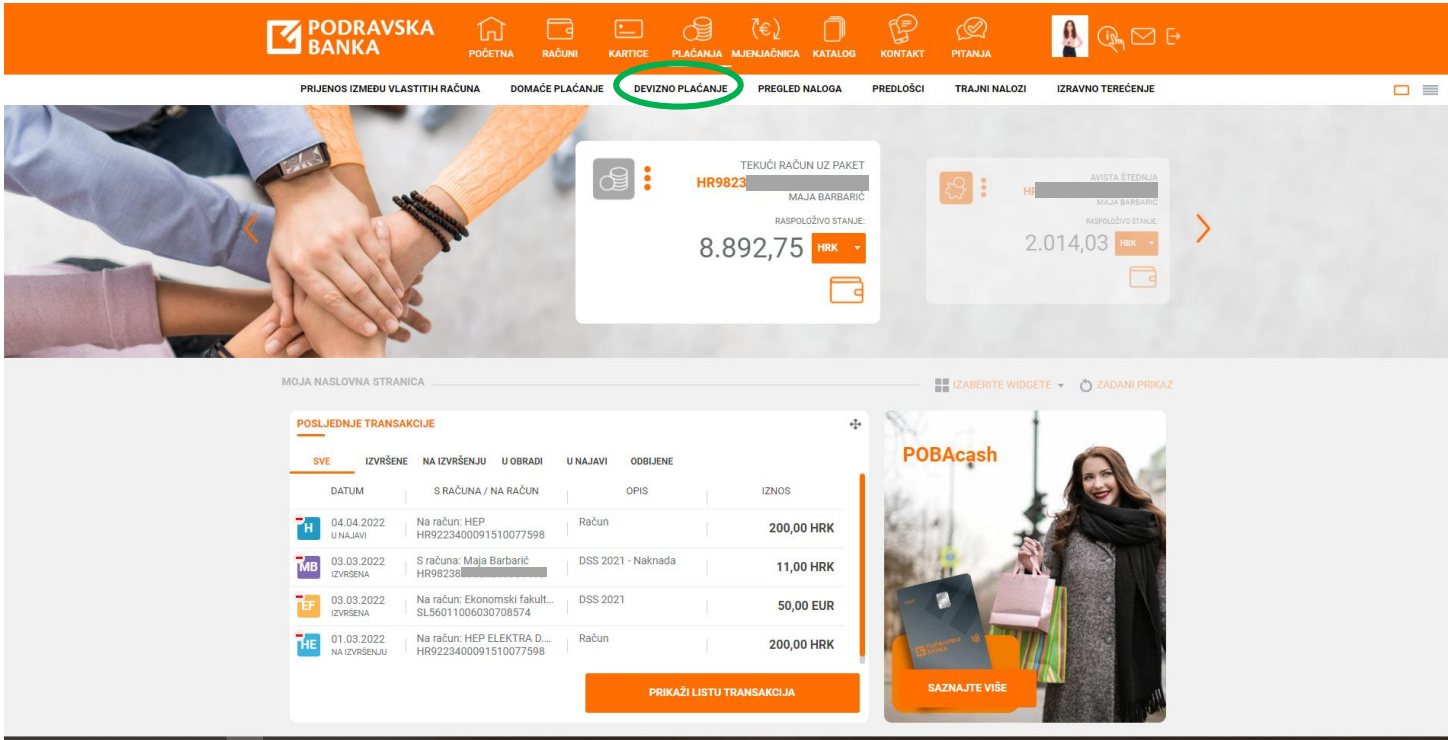 PODRAVSKA
BANKA
POČETNA
RAČUNI
KARTICE
PLAĆANJA
MJENJAČNICA
KATALOG
KONTAKT
PITANJA
PRIJENOS IZMEĐU VLASTITIH RAČUNA
DOMAĆE PLAĆANJE
DEVIZNO PLAĆANJE
PREGLED NALOGA
PREDLOŠCI
TRAJNI NALOZI
IZRAVNO TEREĆENJE
TEKUĆI RAČUN UZ PAKET
HR9823
MAJA BARBARIĆ
RASPOLOŽIVO STANJE:
8.892,75 HRK
AVISTA ŠTEDNJA
HR
MAJA BARBARIĆ
RASPOLOŽIVO STANJE:
2.014,03 HRK
MOJA NASLOVNA STRANICA
IZABERITE WIDGETE
ZADANI PRIKAZ
POSLJEDNJE TRANSAKCIJE
SVE IZVRŠENE NA IZVRŠENJU U OBRADI U NAJAVI ODBIJENE
DATUM S RAČUNA / NA RAČUN OPIS IZNOS
H 04.04.2022 Na račun: HEP Račun 200,00 HRK
U NAJAVI HR9223400091510077598
MB 03.03.2022 S računa: Maja Barbarić DSS 2021 - Naknada 11,00 HRK
IZVRŠENA HR98238
EF 03.03.2022 Na račun: Ekonomski fakult... DSS 2021 50,00 EUR
IZVRŠENA SL56011006030708574
HE 01.03.2022 Na račun: HEP ELEKTRA D.... Račun 200,00 HRK
NA IZVRŠENJU HR9223400091510077598
PRIKAŽI LISTU TRANSAKCIJA
POBAcash
PODRAVSKA
BANKA
SAZNAJTE VIŠE